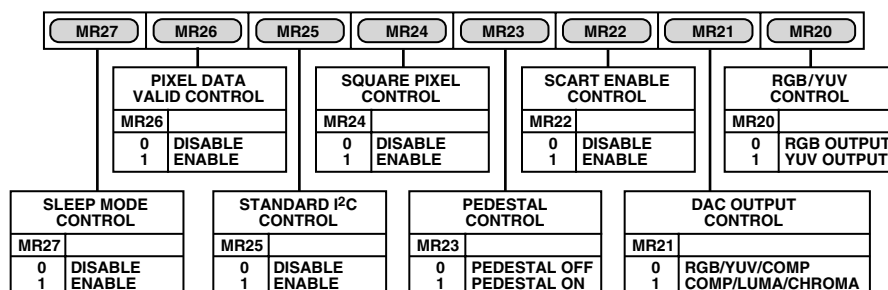 MR27 MR26 MR25 MR24 MR23 MR22 MR21 MR20
PIXEL DATA
VALID CONTROL
MR26
0 DISABLE
1 ENABLE
SQUARE PIXEL
CONTROL
MR24
0 DISABLE
1 ENABLE
SCART ENABLE
CONTROL
MR22
0 DISABLE
1 ENABLE
RGB/YUV
CONTROL
MR20
0 RGB OUTPUT
1 YUV OUTPUT
SLEEP MODE
CONTROL
MR27
0 DISABLE
1 ENABLE
STANDARD I²C
CONTROL
MR25
0 DISABLE
1 ENABLE
PEDESTAL
CONTROL
MR23
0 PEDESTAL OFF
1 PEDESTAL ON
DAC OUTPUT
CONTROL
MR21
0 RGB/YUV/COMP
1 COMP/LUMA/CHROMA